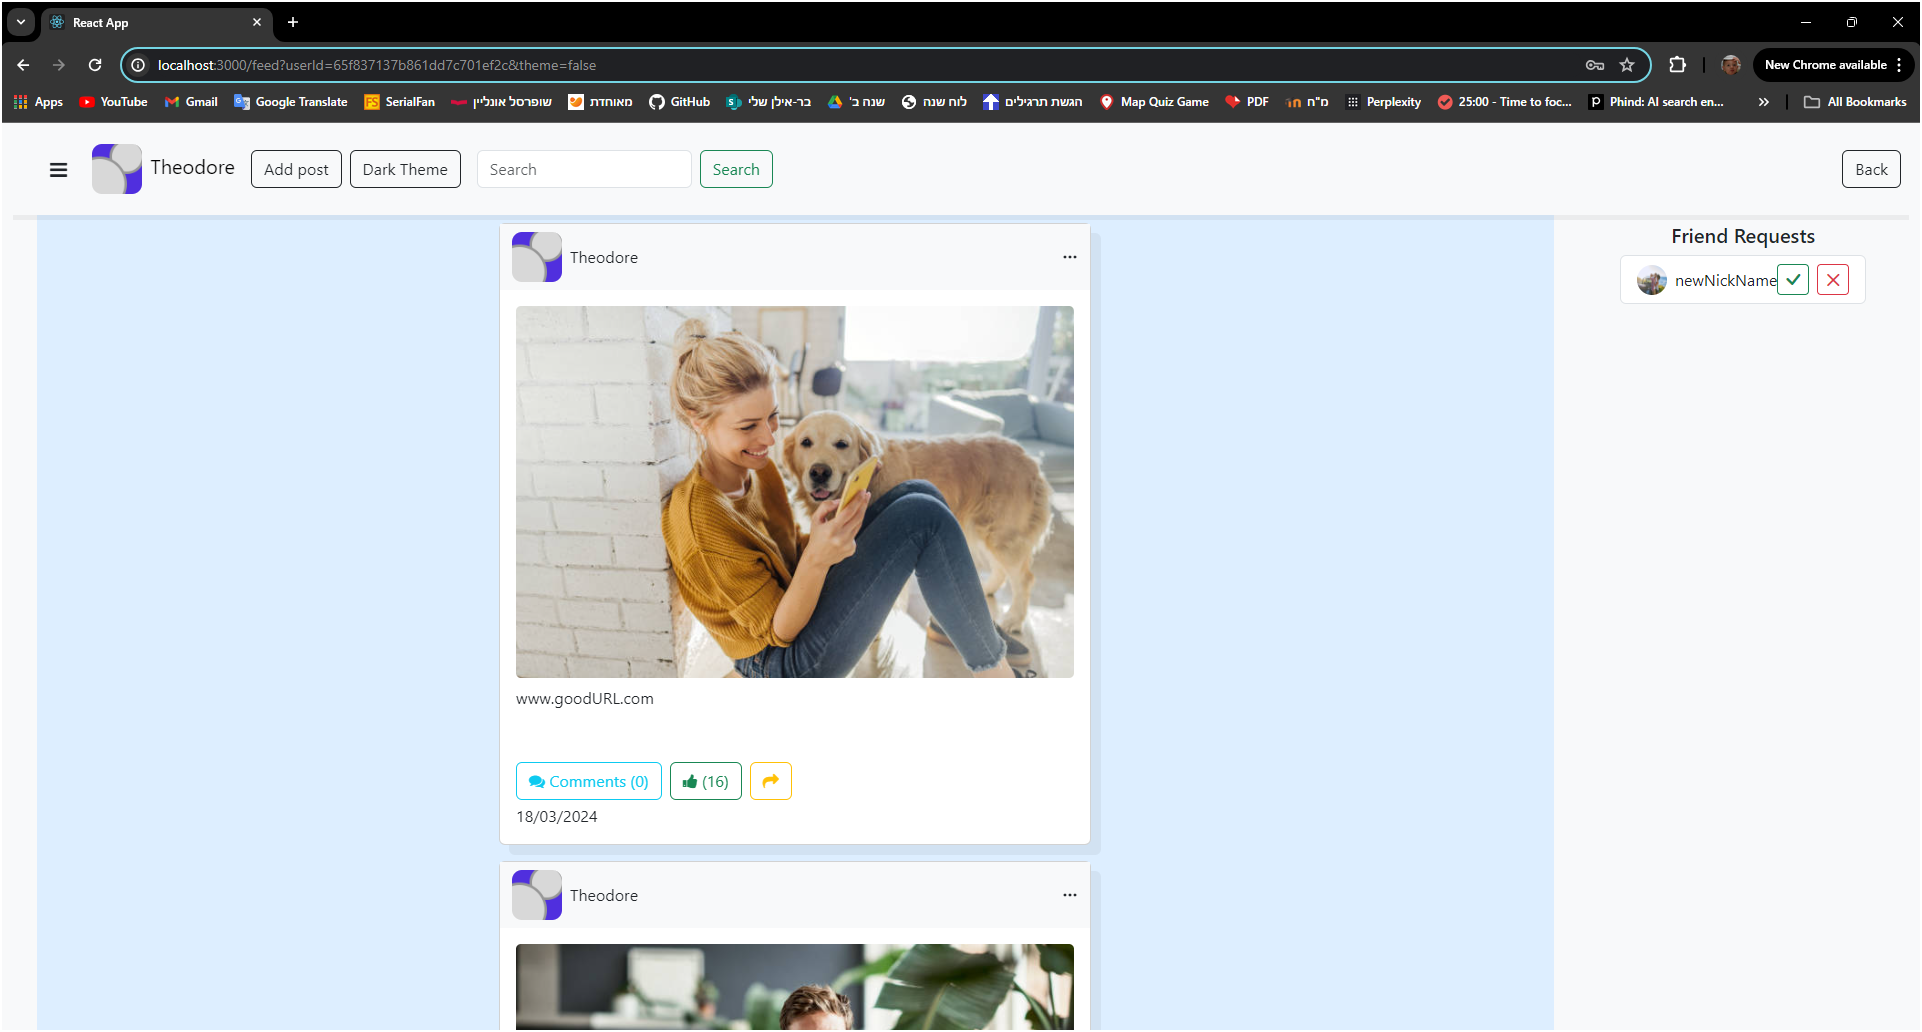 React App
localhost:3000/feed?userId=65f837137b861dd7c701ef2c&theme=false
New Chrome available
Apps YouTube Gmail Google Translate FS SerialFan שופרסל אונליין מאוחדת GitHub בר-אילן שלי שנה ב' לוח שנה הגשת תרגילים Map Quiz Game PDF מ"ח Perplexity 25:00 - Time to foc... Phind: AI search en... » All Bookmarks
Theodore Add post Dark Theme Search Search Back
Friend Requests
newNickName
Theodore
www.goodURL.com
Comments (0) (16)
18/03/2024
Theodore